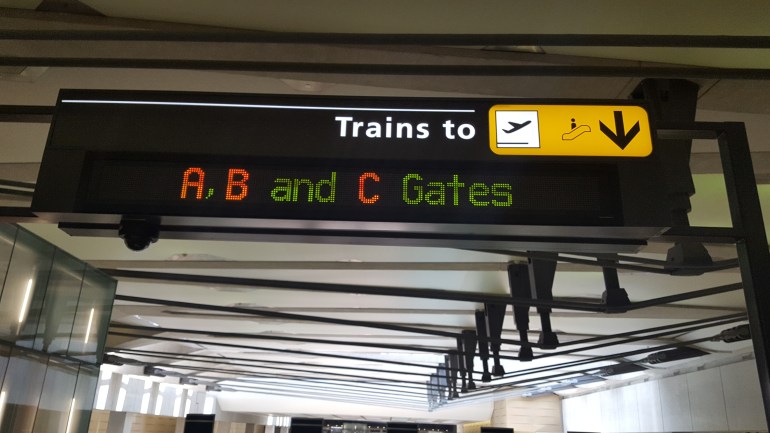 Trains to
A, B and C Gates